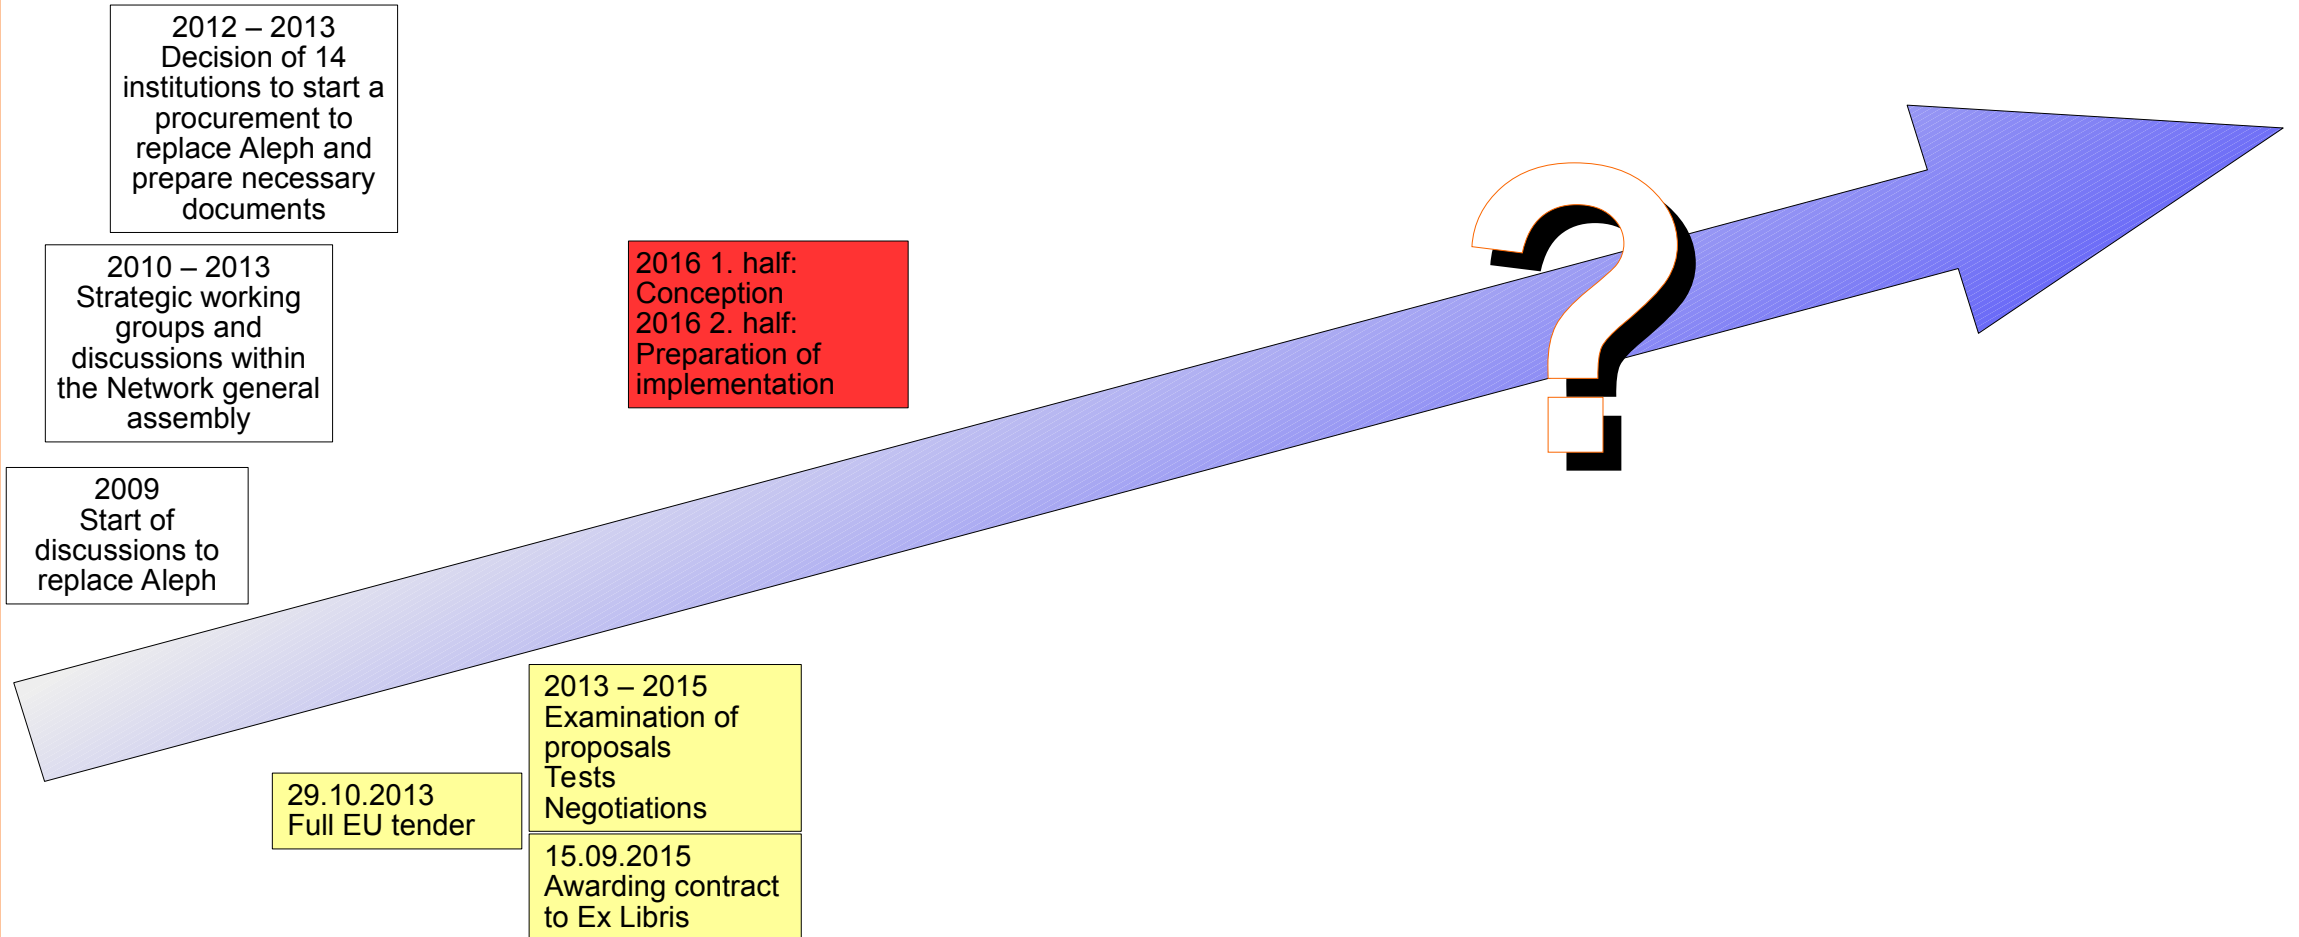 2012 – 2013
Decision of 14
institutions to start a
procurement to
replace Aleph and
prepare necessary
documents
2010 – 2013
Strategic working
groups and
discussions within
the Network general
assembly
2009
Start of
discussions to
replace Aleph
2016 1. half:
Conception
2016 2. half:
Preparation of
implementation
?
29.10.2013
Full EU tender
2013 – 2015
Examination of
proposals
Tests
Negotiations
15.09.2015
Awarding contract
to Ex Libris